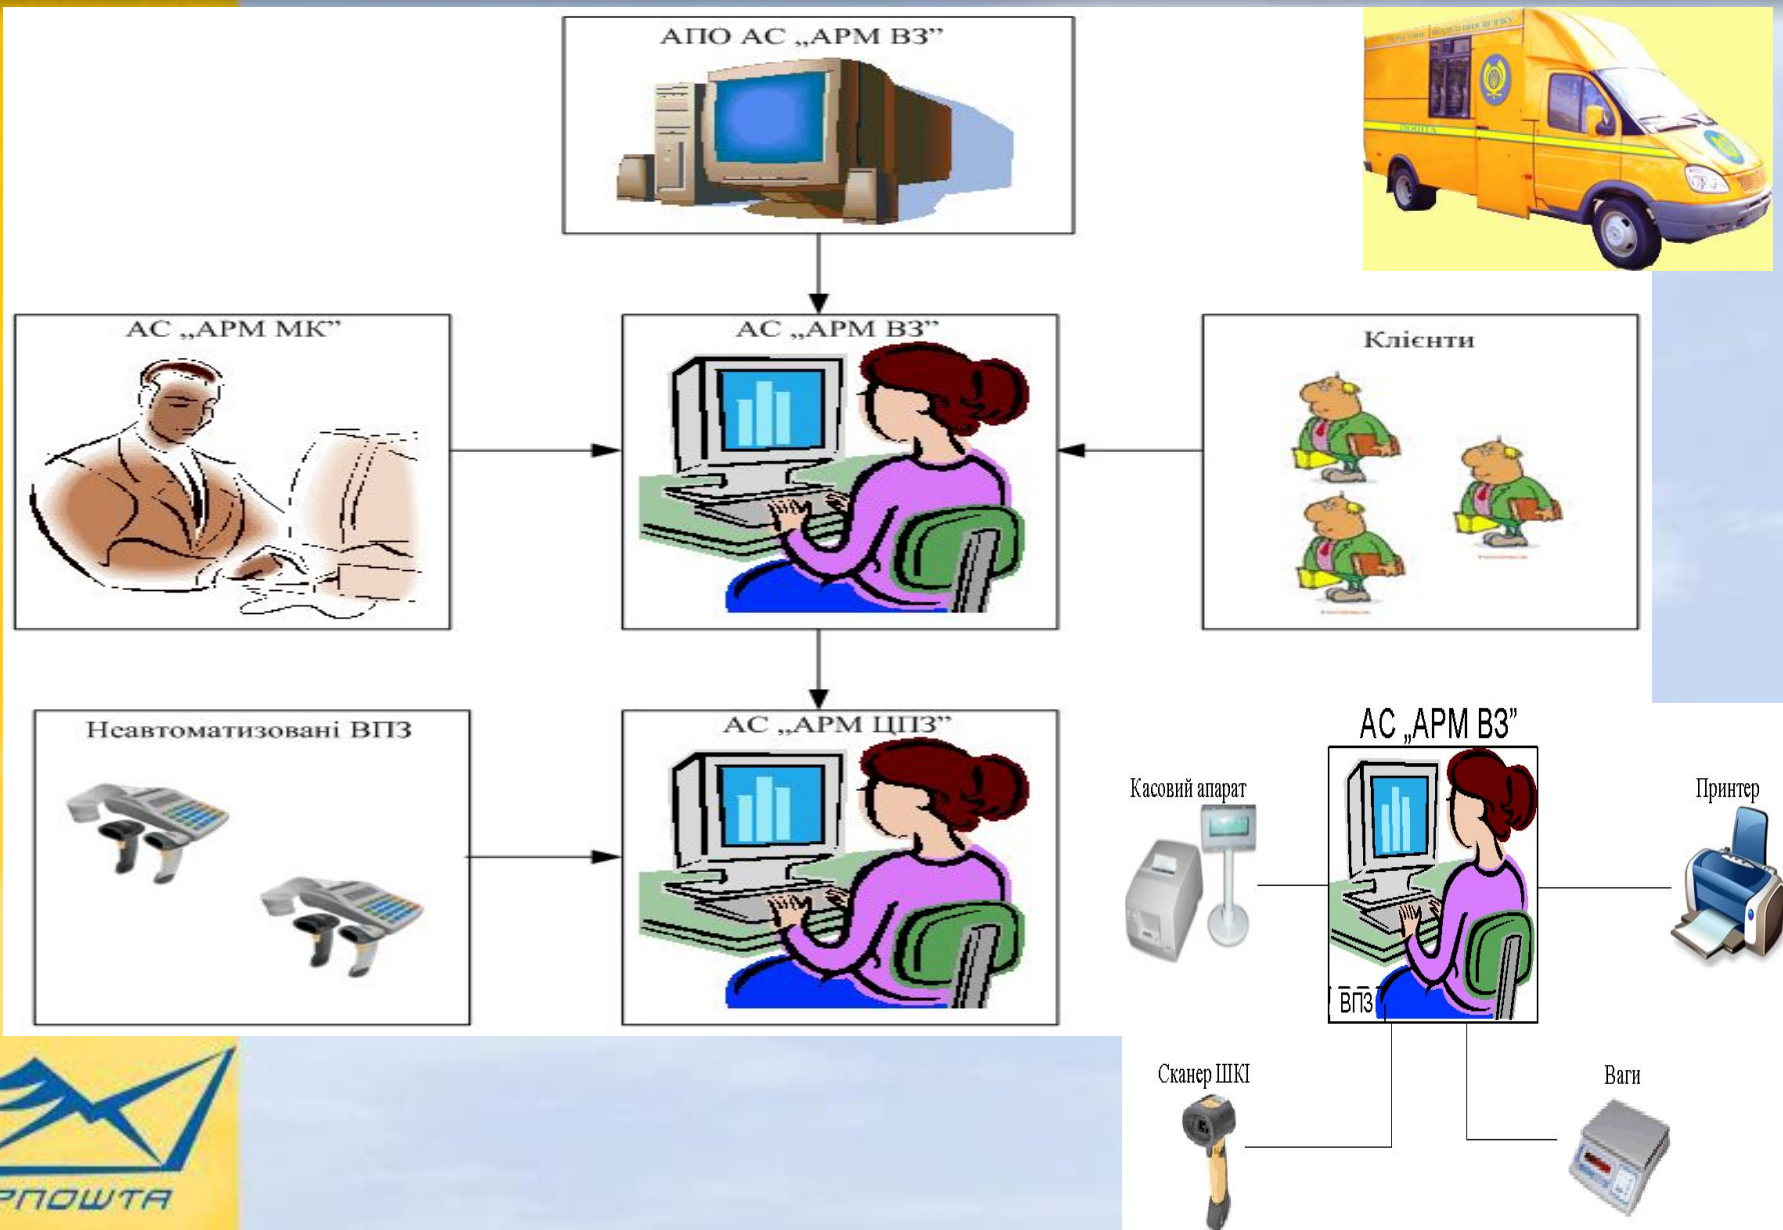 АПО АС „АРМ ВЗ”
ПОШТА
АС „АРМ МК”
АС „АРМ ВЗ”
Клієнти
Неавтоматизовані ВПЗ
АС „АРМ ЦПЗ”
АС „АРМ ВЗ”
Касовий апарат
Принтер
ВПЗ
Сканер ШКІ
Ваги
РПОШТА